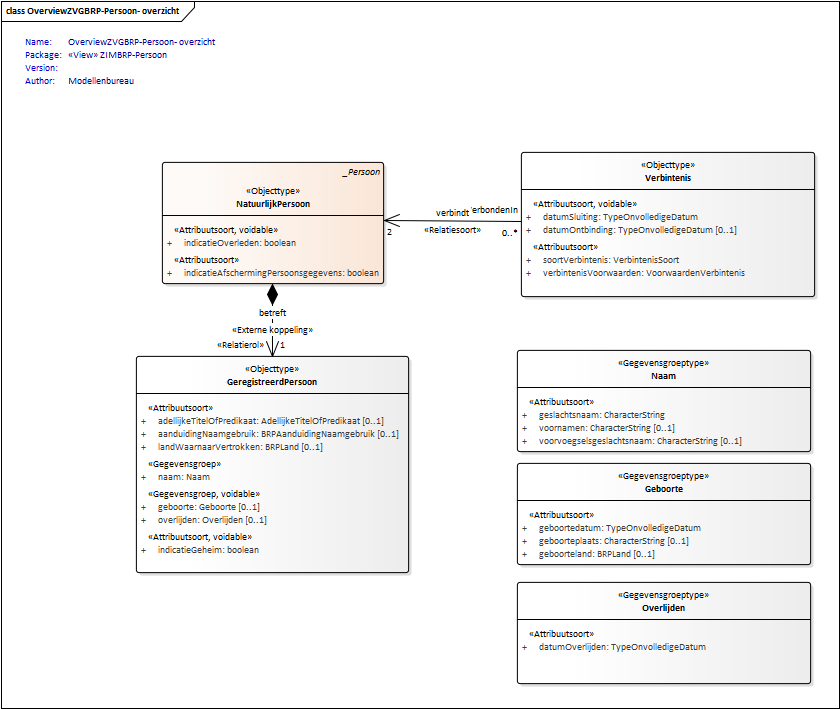 class OverviewZVGBRP-Persoon- overzicht
Name: OverviewZVGBRP-Persoon- overzicht
Package: «View» ZIMBRP-Persoon
Version:
Author: Modellenbureau
_Persoon
«Objecttype»
NatuurlijkPersoon
«Attribuutsoort, voidable»
+ indicatieOverleden: boolean
«Attribuutsoort»
+ indicatieAfschermingPersoonsgegevens: boolean
verbindt
erbondenIn
«Relatiesoort»
2
0..*
«Objecttype»
Verbintenis
«Attribuutsoort, voidable»
+ datumSluiting: TypeOnvolledigeDatum
+ datumOntbinding: TypeOnvolledigeDatum [0..1]
«Attribuutsoort»
+ soortVerbintenis: VerbintenisSoort
+ verbintenisVoorwaarden: VoorwaardenVerbintenis
betreft
«Externe koppeling»
«Relatierol» 1
«Objecttype»
GeregistreerdPersoon
«Attribuutsoort»
+ adellijkeTitelOfPredikaat: AdellijkeTitelOfPredikaat [0..1]
+ aanduidingNaamgebruik: BRPAanduidingNaamgebruik [0..1]
+ landWaarnaarVertrokken: BRPLand [0..1]
«Gegevensgroep»
+ naam: Naam
«Gegevensgroep, voidable»
+ geboorte: Geboorte [0..1]
+ overlijden: Overlijden [0..1]
«Attribuutsoort, voidable»
+ indicatieGeheim: boolean
«Gegevensgroeptype»
Naam
«Attribuutsoort»
+ geslachtsnaam: CharacterString
+ voornamen: CharacterString [0..1]
+ voorvoegselsgeslachtsnaam: CharacterString [0..1]
«Gegevensgroeptype»
Geboorte
«Attribuutsoort»
+ geboortedatum: TypeOnvolledigeDatum
+ geboorteplaats: CharacterString [0..1]
+ geboorteland: BRPLand [0..1]
«Gegevensgroeptype»
Overlijden
«Attribuutsoort»
+ datumOverlijden: TypeOnvolledigeDatum